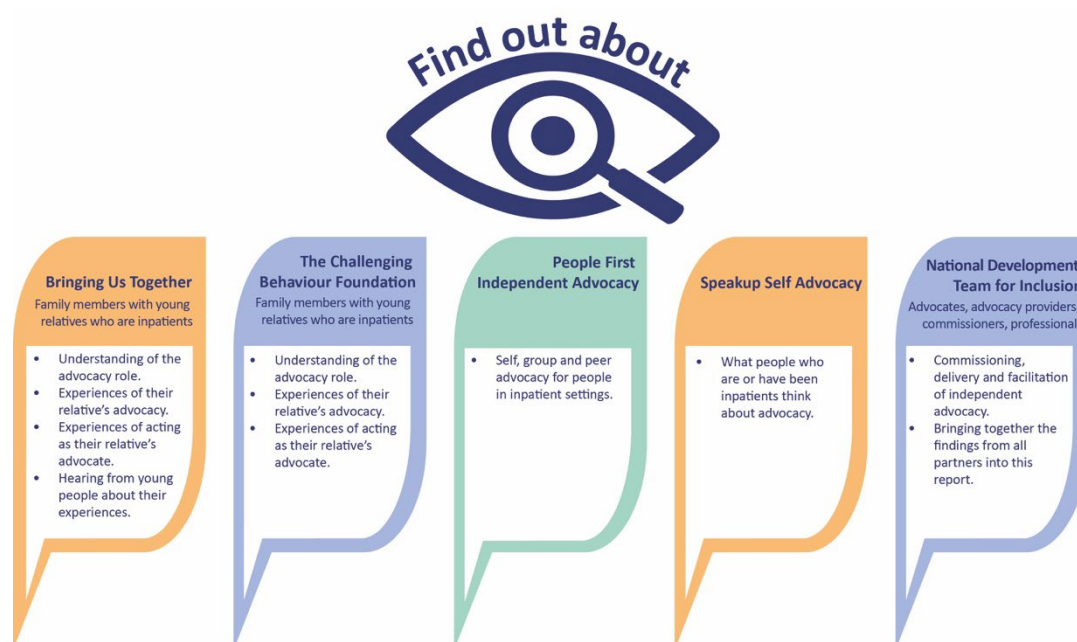 Find out about
Bringing Us Together
Family members with young
relatives who are inpatients
• Understanding of the
advocacy role.
• Experiences of their
relative's advocacy.
• Experiences of acting
as their relative's
advocate.
• Hearing from young
people about their
experiences.
The Challenging
Behaviour Foundation
Family members with young
relatives who are inpatients
• Understanding of the
advocacy role.
• Experiences of their
relative's advocacy.
• Experiences of acting
as their relative's
advocate.
People First
Independent Advocacy
• Self, group and peer
advocacy for people
in inpatient settings.
Speakup Self Advocacy
• What people who
are or have been
inpatients think
about advocacy.
National Development
Team for Inclusion
Advocates, advocacy providers
commissioners, professional
• Commissioning,
delivery and facilitation
of independent
advocacy.
• Bringing together the
findings from all
partners into this
report.